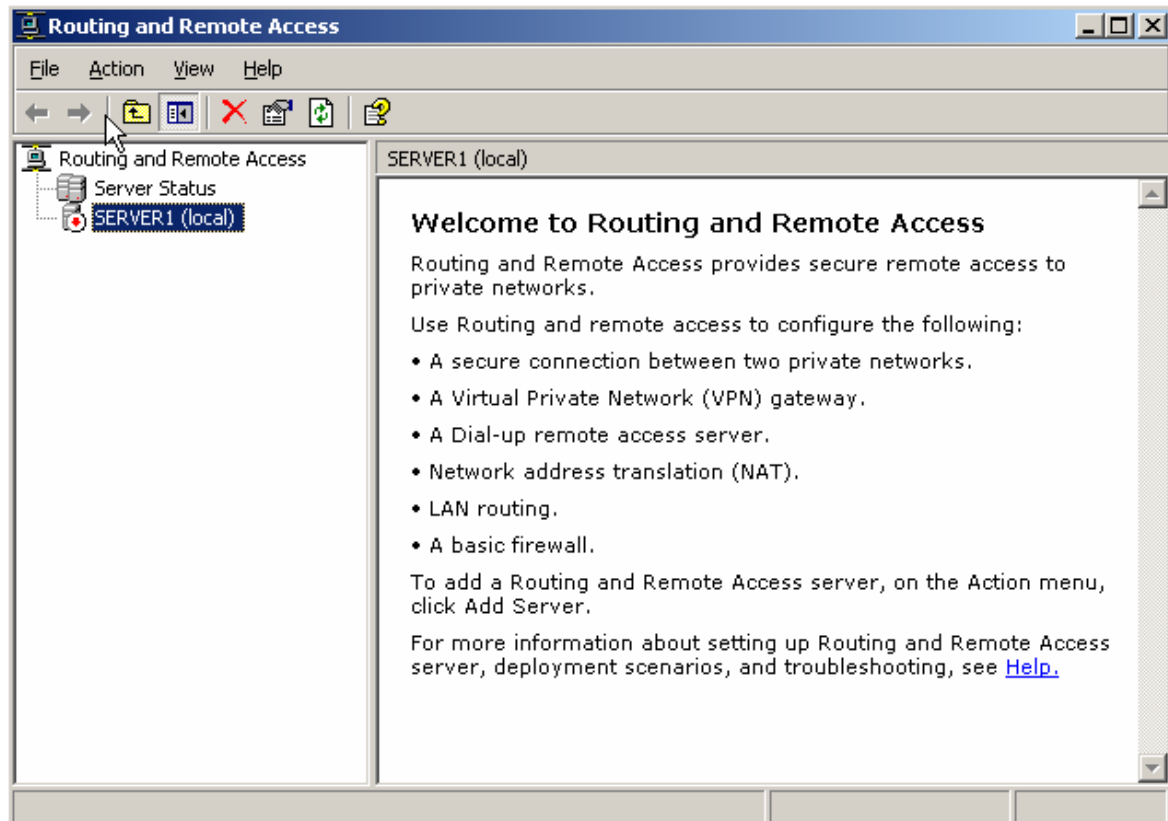 Routing and Remote Access
File Action View Help
Routing and Remote Access
Server Status
SERVER1 (local)
SERVER1 (local)
Welcome to Routing and Remote Access
Routing and Remote Access provides secure remote access to
private networks.
Use Routing and remote access to configure the following:
• A secure connection between two private networks.
• A Virtual Private Network (VPN) gateway.
• A Dial-up remote access server.
• Network address translation (NAT).
• LAN routing.
• A basic firewall.
To add a Routing and Remote Access server, on the Action menu,
click Add Server.
For more information about setting up Routing and Remote Access
server, deployment scenarios, and troubleshooting, see Help.